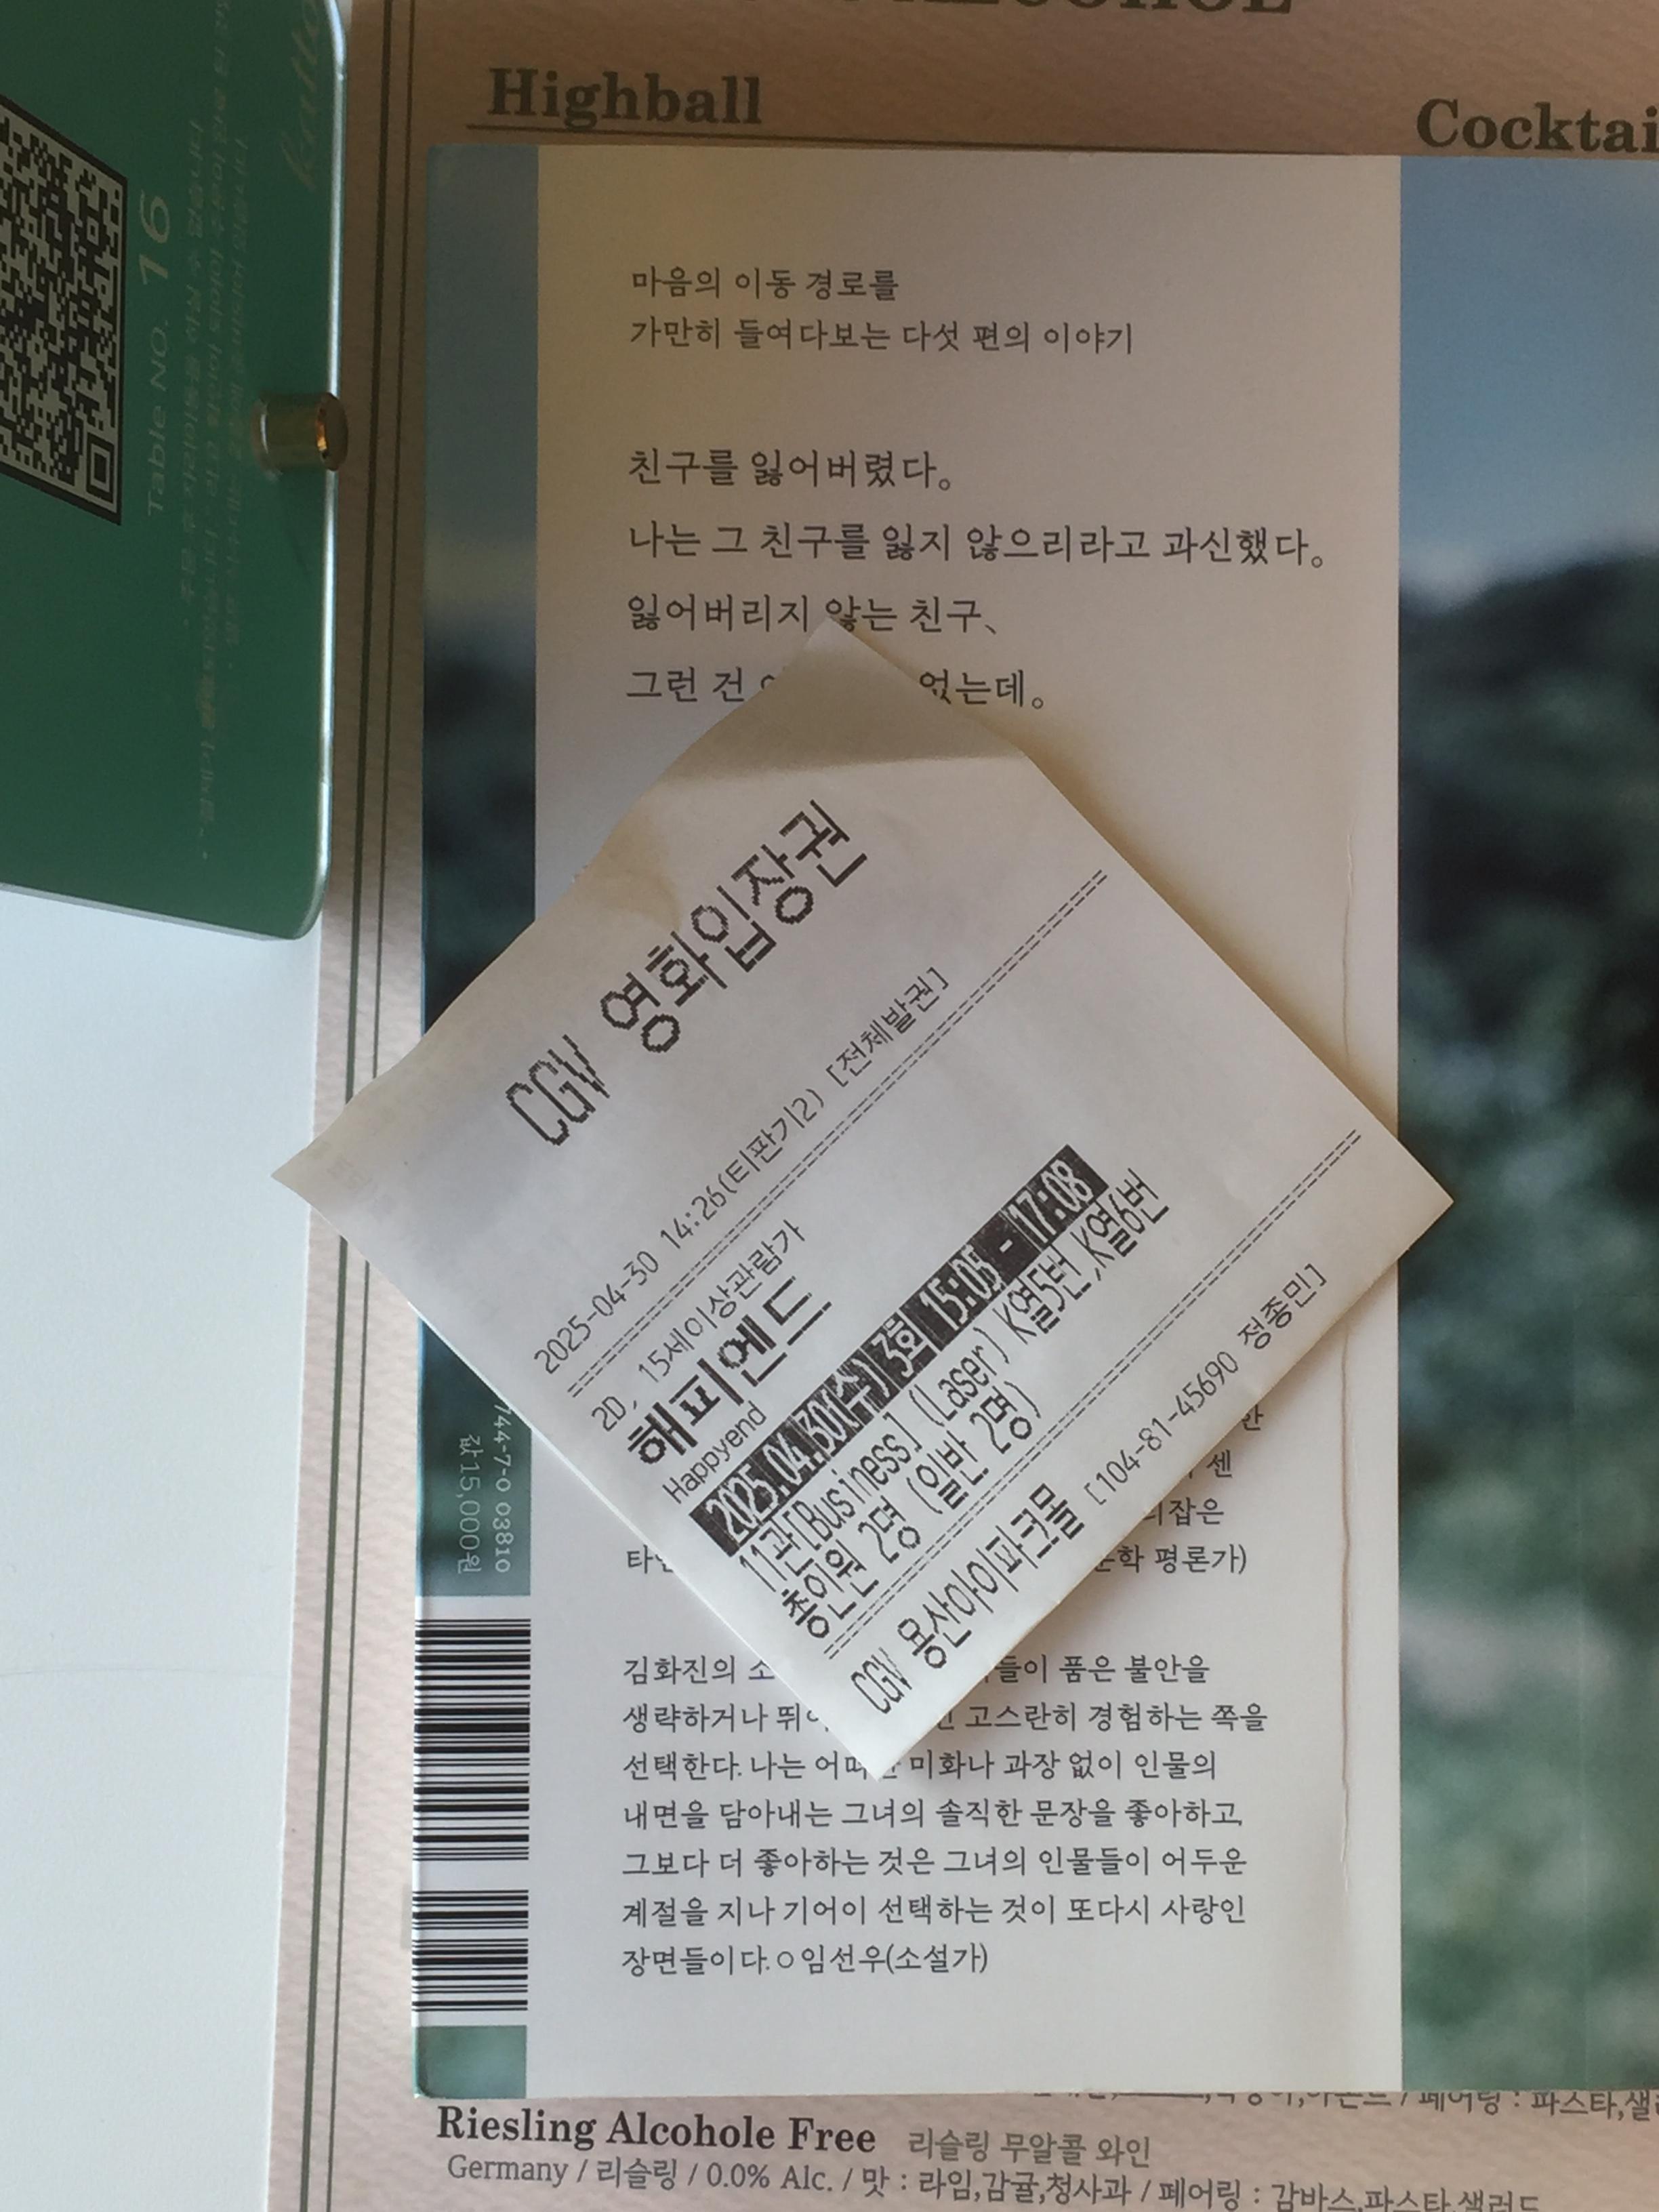 ALCOHOL
Highball
Cocktai
Table NO. 16
마음의 이동 경로를
가만히 들여다보는 다섯 편의 이야기
친구를 잃어버렸다。
나는 그 친구를 잃지 않으리라고 과신했다。
잃어버리지 않는 친구、
그런 건 었는데。
CGV 영화입장권
2025-04-30 14:26(티판기2) [전체발권]
2D, 15세이상관람가
해피엔드
Happyend
2025.04.30(수) 3회 15:05 - 17:08
11관[Business] (Laser) K열5번,K열6번
총인원 2명 (일반 2명)
CGV 용산아이파크몰 [104-81-45690 정종민]
744-7-0 03810
값 15,000원
센
리잡은
학 평론가)
김화진의 들이 품은 불안을
생략하거나 고스란히 경험하는 쪽을
선택한다. 나는 미화나 과장 없이 인물의
내면을 담아내는 그녀의 솔직한 문장을 좋아하고,
그보다 더 좋아하는 것은 그녀의 인물들이 어두운
계절을 지나 기어이 선택하는 것이 또다시 사랑인
장면들이다.○임선우(소설가)
/ 페어링 : 파스타,샐
Riesling Alcohole Free 리슬링 무알콜 와인
Germany / 리슬링 / 0.0% Alc. / 맛 : 라임,감귤,청사과 / 페어링 : 감바스,파스타,샐러드